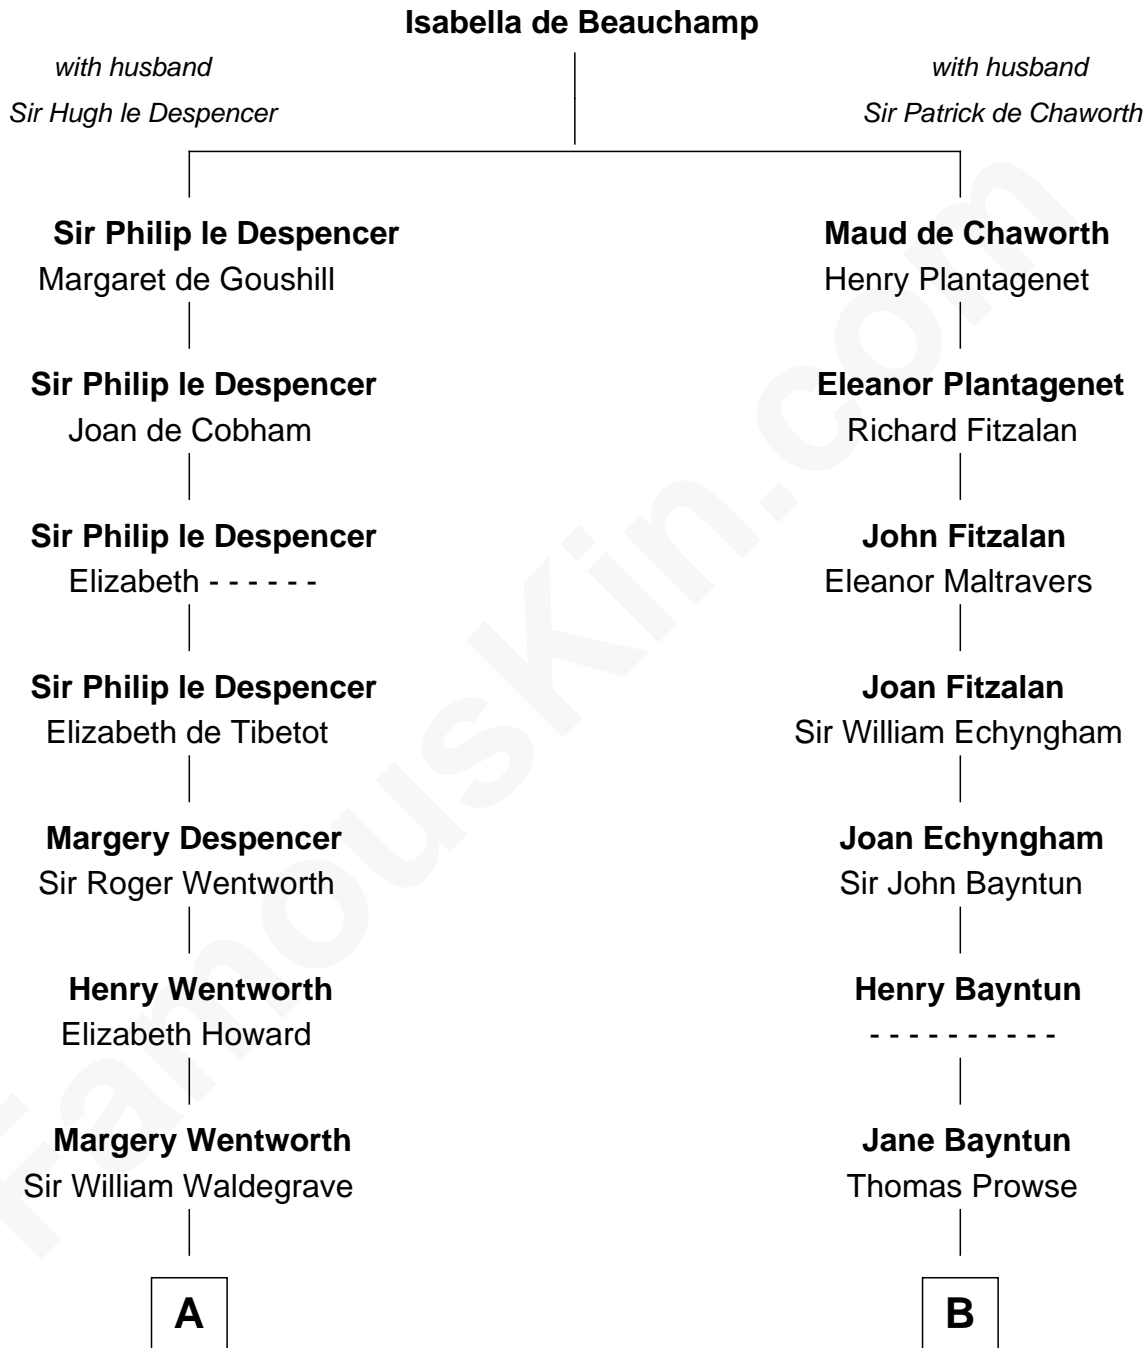 Isabella de Beauchamp
with husband
Sir Hugh le Despencer
with husband
Sir Patrick de Chaworth
Sir Philip le Despencer
Margaret de Goushill
Maud de Chaworth
Henry Plantagenet
Sir Philip le Despencer
Joan de Cobham
Eleanor Plantagenet
Richard Fitzalan
Sir Philip le Despencer
Elizabeth - - - - - -
John Fitzalan
Eleanor Maltravers
Sir Philip le Despencer
Elizabeth de Tibetot
Joan Fitzalan
Sir William Echyngham
Margery Despencer
Sir Roger Wentworth
Joan Echyngham
Sir John Bayntun
Henry Wentworth
Elizabeth Howard
Henry Bayntun
- - - - - - - - - -
Margery Wentworth
Sir William Waldegrave
Jane Bayntun
Thomas Prowse
A
B
FamousKin.com